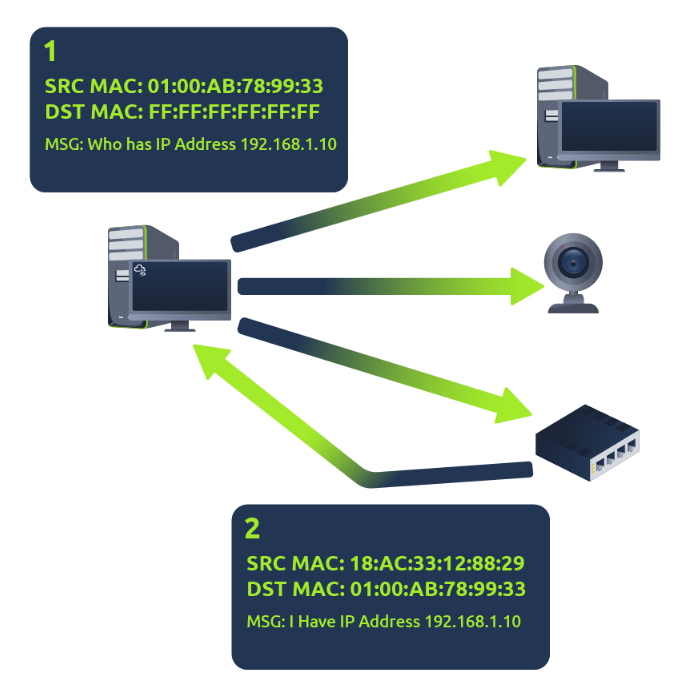 1
SRC MAC: 01:00:AB:78:99:33
DST MAC: FF:FF:FF:FF:FF:FF
MSG: Who has IP Address 192.168.1.10
2
SRC MAC: 18:AC:33:12:88:29
DST MAC: 01:00:AB:78:99:33
MSG: I Have IP Address 192.168.1.10